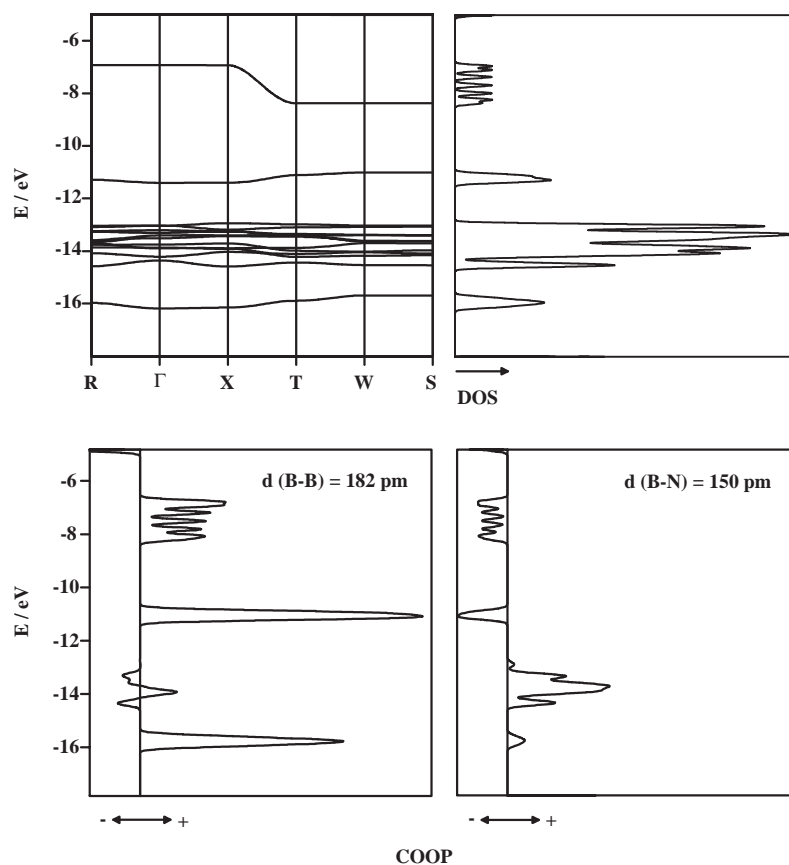 -6
-8
-10
-12
-14
-16
E / eV
R Γ X T W S
DOS
d (B-B) = 182 pm
d (B-N) = 150 pm
-6
-8
-10
-12
-14
-16
E / eV
- +
- +
COOP